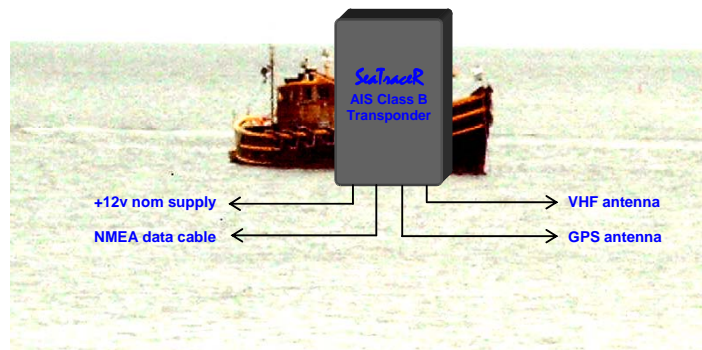 SeaTraceR
AIS Class B
Transponder
+12v nom supply
VHF antenna
NMEA data cable
GPS antenna